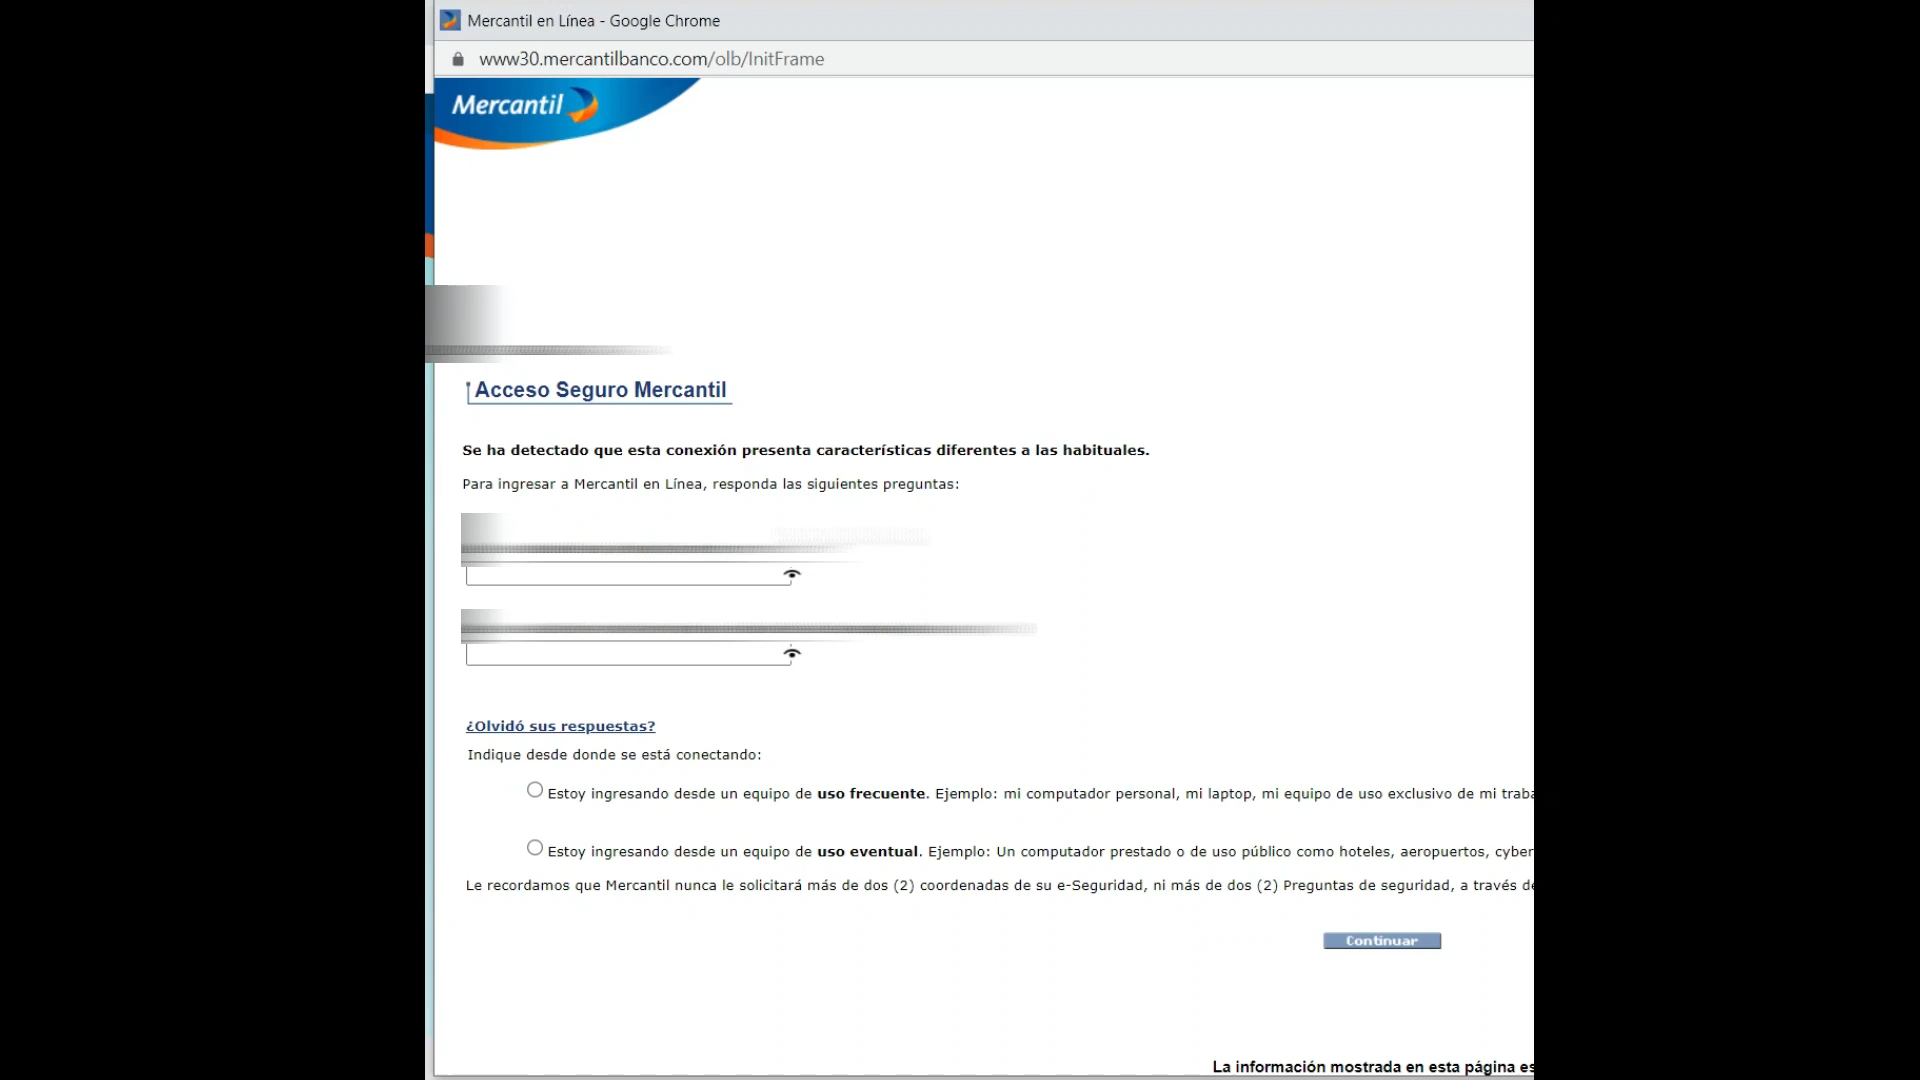 Mercantil en Línea - Google Chrome
www30.mercantilbanco.com/olb/InitFrame
Mercantil
Acceso Seguro Mercantil
Se ha detectado que esta conexión presenta características diferentes a las habituales.
Para ingresar a Mercantil en Línea, responda las siguientes preguntas:
¿Olvidó sus respuestas?
Indique desde donde se está conectando:
Estoy ingresando desde un equipo de uso frecuente. Ejemplo: mi computador personal, mi laptop, mi equipo de uso exclusivo de mi traba
Estoy ingresando desde un equipo de uso eventual. Ejemplo: Un computador prestado o de uso público como hoteles, aeropuertos, cyber
Le recordamos que Mercantil nunca le solicitará más de dos (2) coordenadas de su e-Seguridad, ni más de dos (2) Preguntas de seguridad, a través de
Continuar
La información mostrada en esta página es